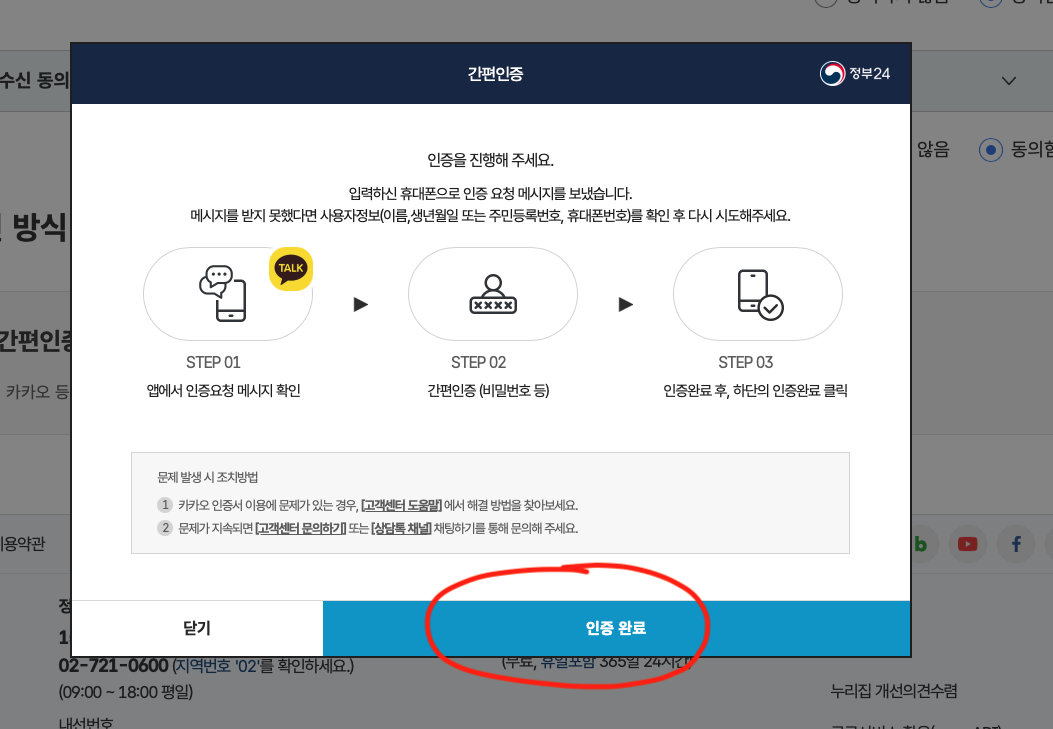 수신 동의
간편인증
정부24
않음
동의함
방식
간편인증
카카오 등
인증을 진행해 주세요.
입력하신 휴대폰으로 인증 요청 메시지를 보냈습니다.
메시지를 받지 못했다면 사용자정보(이름,생년월일 또는 주민등록번호, 휴대폰번호)를 확인 후 다시 시도해주세요.
TALK
STEP 01
STEP 02
STEP 03
앱에서 인증요청 메시지 확인
간편인증 (비밀번호 등)
인증완료 후, 하단의 인증완료 클릭
문제 발생 시 조치방법
1 카카오 인증서 이용에 문제가 있는 경우, [고객센터 도움말] 에서 해결 방법을 찾아보세요.
2 문제가 지속되면 [고객센터 문의하기] 또는 [상담톡 채널] 채팅하기를 통해 문의해 주세요.
이용약관
b
f
닫기
인증 완료
02-721-0600 (지역번호 '02'를 확인하세요.)
(무료, 휴일포함 365일 24시간)
(09:00 ~ 18:00 평일)
누리집 개선의견수렴
내선번호